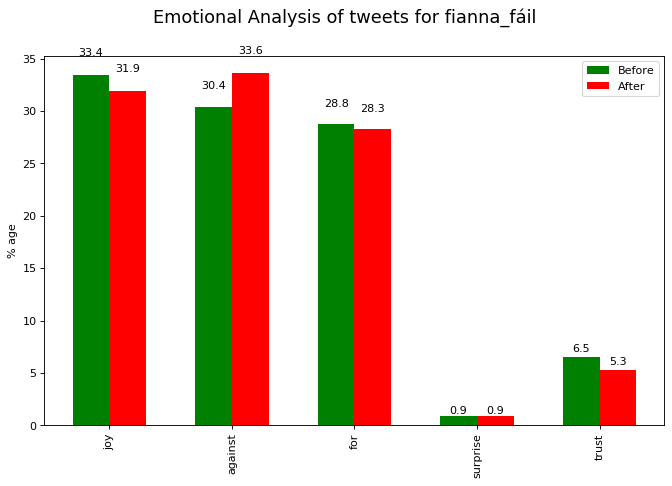 Emotional Analysis of tweets for fianna_fáil
Before
After
% age
35
30
25
20
15
10
5
0
33.4
31.9
30.4
33.6
28.8
28.3
0.9
0.9
6.5
5.3
joy
against
for
surprise
trust